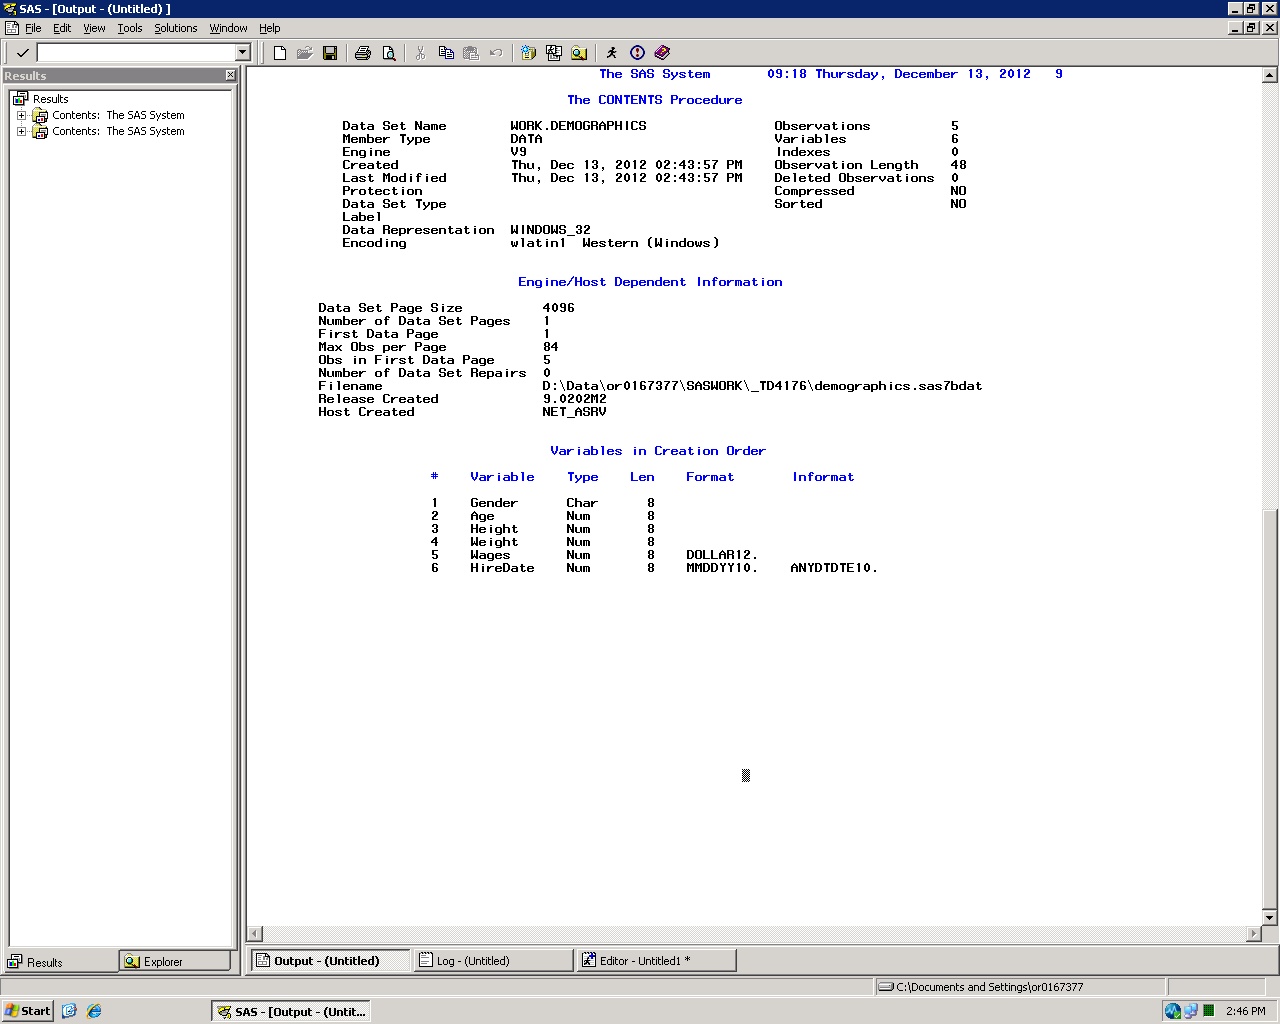 SAS - [Output - (Untitled) ]
File Edit View Tools Solutions Window Help
Results
Results
Contents: The SAS System
Contents: The SAS System
The SAS System 09:18 Thursday, December 13, 2012 9
The CONTENTS Procedure
Data Set Name WORK.DEMOGRAPHICS Observations 5
Member Type DATA Variables 6
Engine V9 Indexes 0
Created Thu, Dec 13, 2012 02:43:57 PM Observation Length 48
Last Modified Thu, Dec 13, 2012 02:43:57 PM Deleted Observations 0
Protection Compressed NO
Data Set Type Sorted NO
Label
Data Representation WINDOWS_32
Encoding wlatin1 Western (Windows)
Engine/Host Dependent Information
Data Set Page Size 4096
Number of Data Set Pages 1
First Data Page 1
Max Obs per Page 84
Obs in First Data Page 5
Number of Data Set Repairs 0
Filename D:\Data\or0167377\SASWORK\_TD4176\demographics.sas7bdat
Release Created 9.0202M2
Host Created NET_ASRV
Variables in Creation Order
# Variable Type Len Format Informat
1 Gender Char 8
2 Age Num 8
3 Height Num 8
4 Weight Num 8
5 Wages Num 8 DOLLAR12.
6 HireDate Num 8 MMDDYY10. ANYDTDTE10.
Results Explorer
Output - (Untitled) Log - (Untitled) Editor - Untitled1 *
C:\Documents and Settings\or0167377
Start SAS - [Output - (Untit... 2:46 PM